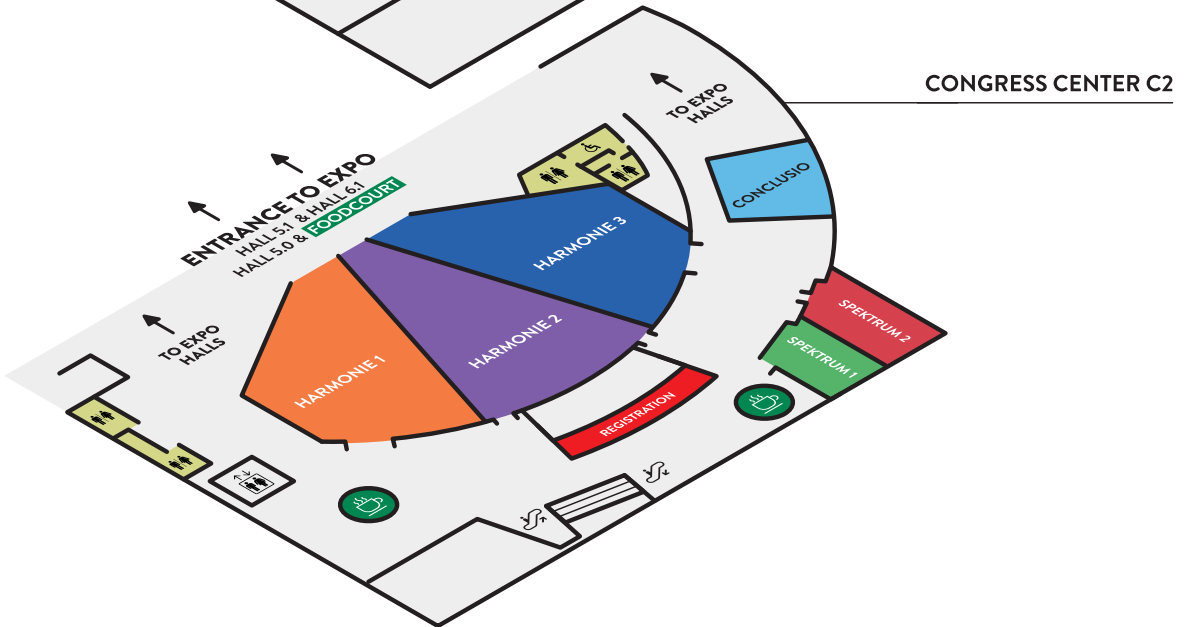 CONGRESS CENTER C2
TO EXPO
HALLS
CONCLUSIO
ENTRANCE TO EXPO
HALL 5.1 & HALL 6.1
HALL 5.0 & FOODCOURT
HARMONIE 3
HARMONIE 2
HARMONIE 1
SPEKTRUM 2
SPEKTRUM 1
TO EXPO
HALLS
REGISTRATION